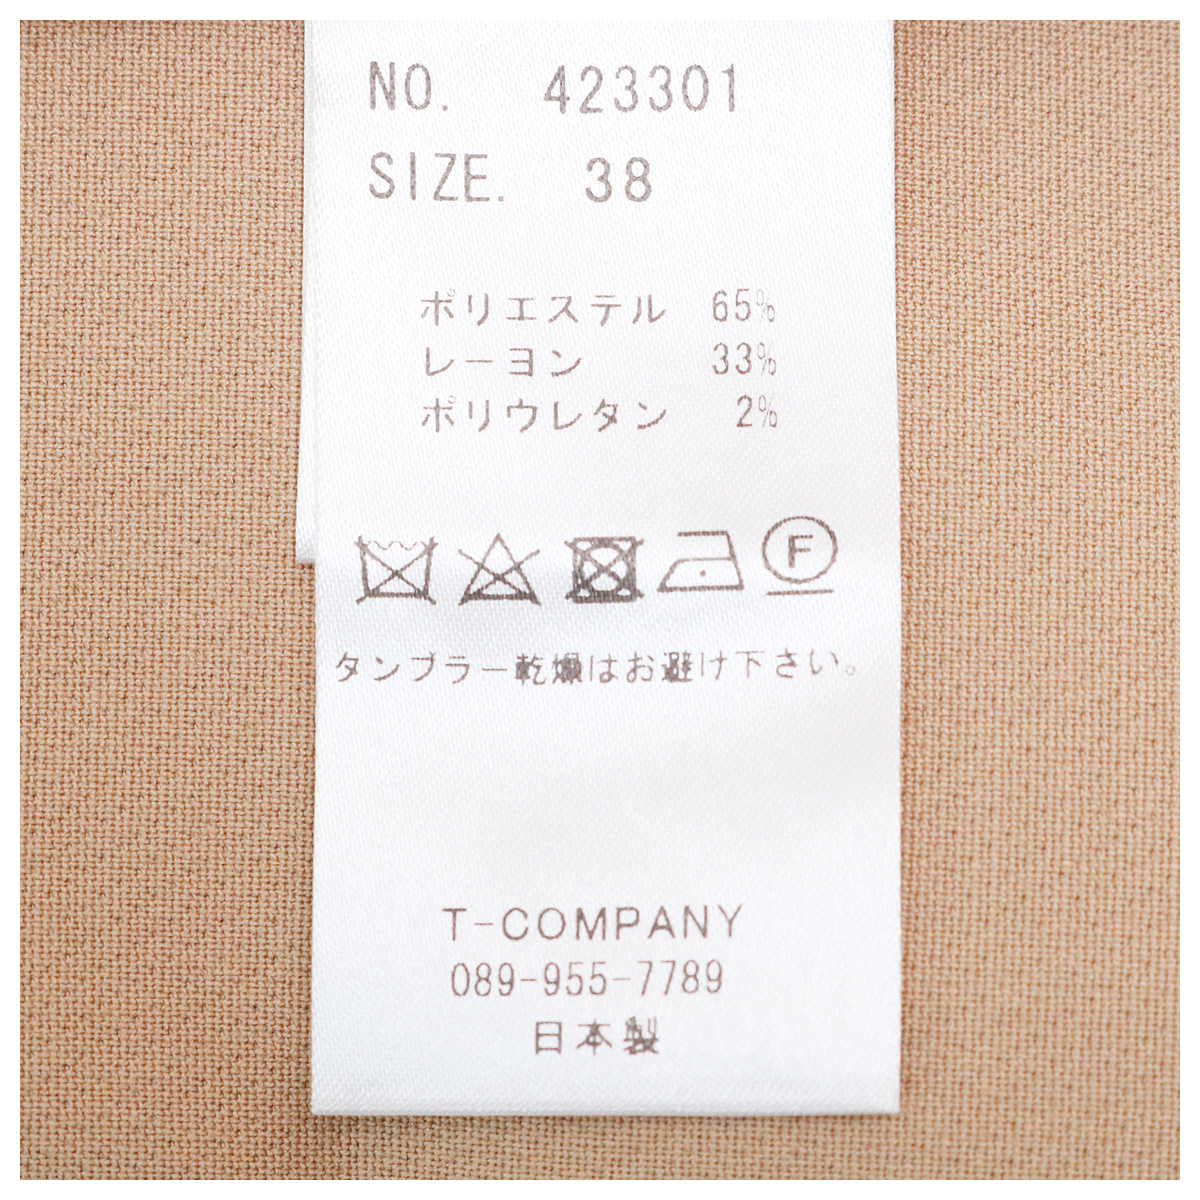 NO. 423301
SIZE. 38
ポリエステル 65%
レーヨン 33%
ポリウレタン 2%
F
タンブラー乾燥はお避け下さい。
T-COMPANY
089-955-7789
日本製